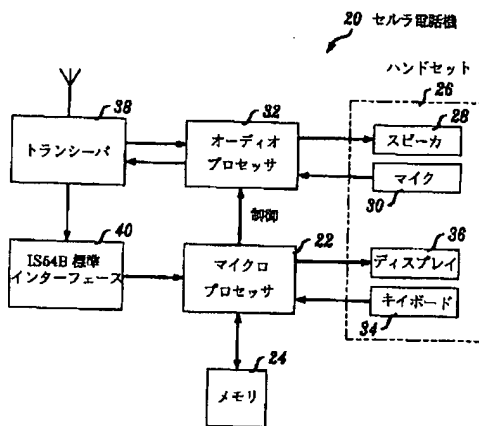 20 セルラ電話機
ハンドセット
26
38
トランシーバ
32
オーディオ
プロセッサ
28
スピーカ
マイク
30
制御
40
IS54B 標準
インターフェース
22
マイクロ
プロセッサ
36
ディスプレイ
キイボード
34
24
メモリ